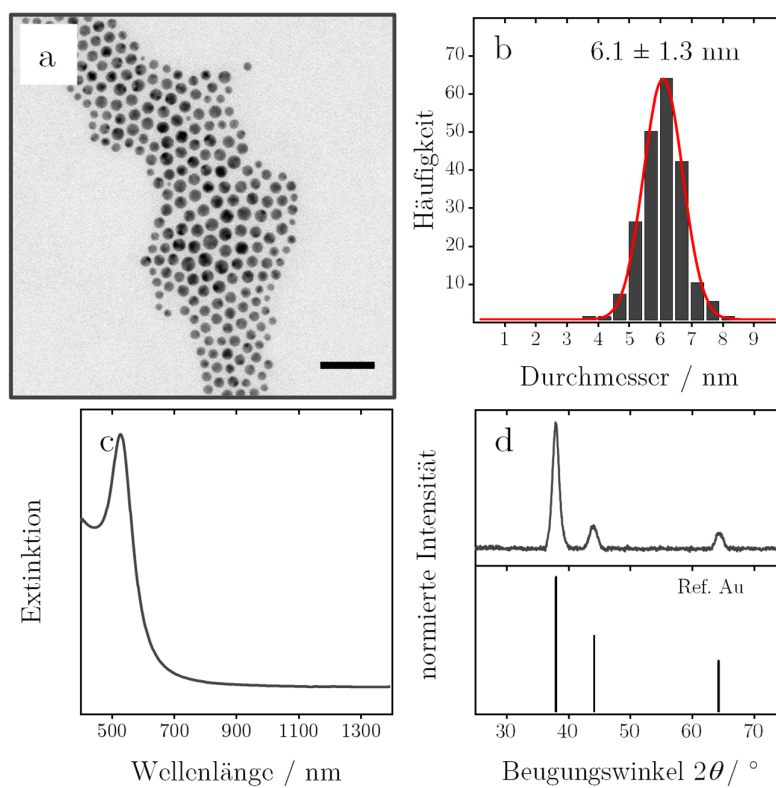 a
b
6.1 ± 1.3 nm
Häufigkeit
70
60
50
40
30
20
10
1 2 3 4 5 6 7 8 9
Durchmesser / nm
c
Extinktion
500 700 900 1100 1300
Wellenlänge / nm
d
normierte Intensität
Ref. Au
30 40 50 60 70
Beugungswinkel 2θ / °